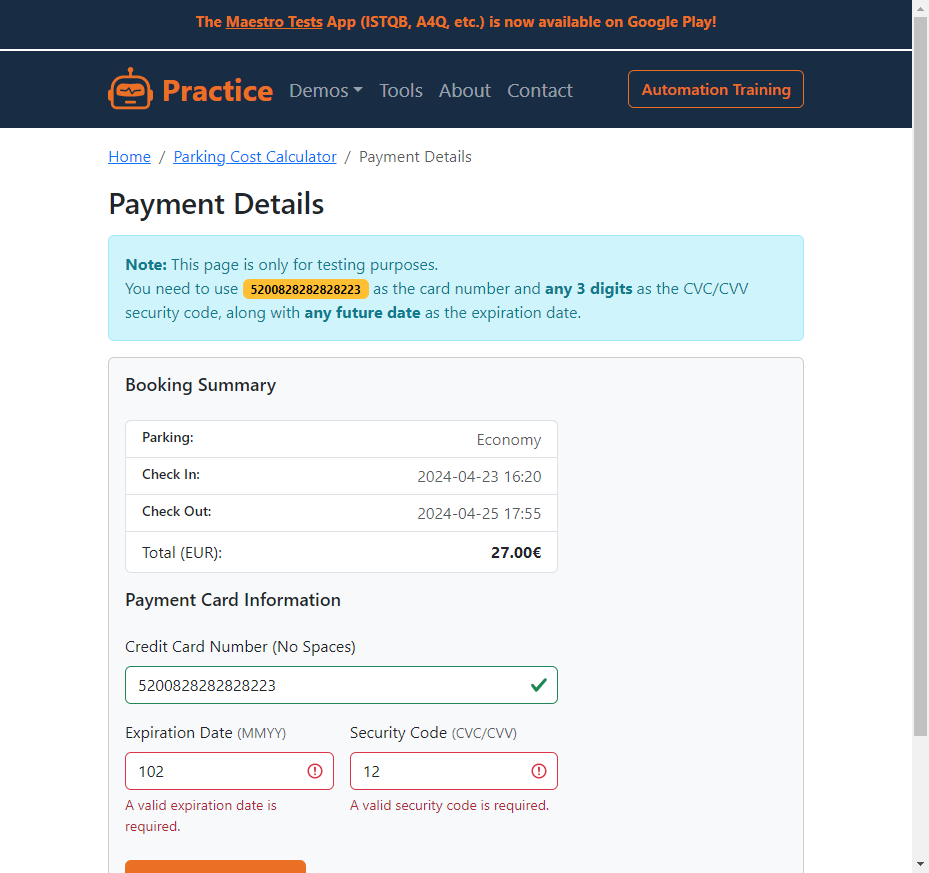 The Maestro Tests App (ISTQB, A4Q, etc.) is now available on Google Play!
Practice Demos Tools About Contact Automation Training
Home / Parking Cost Calculator / Payment Details
Payment Details
Note: This page is only for testing purposes.
You need to use 5200828282828223 as the card number and any 3 digits as the CVC/CVV
security code, along with any future date as the expiration date.
Booking Summary
Parking: Economy
Check In: 2024-04-23 16:20
Check Out: 2024-04-25 17:55
Total (EUR): 27.00€
Payment Card Information
Credit Card Number (No Spaces)
5200828282828223
Expiration Date (MMYY) Security Code (CVC/CVV)
102 12
A valid expiration date is A valid security code is required.
required.